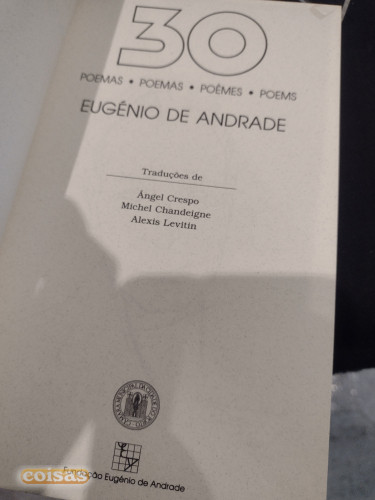 30
POEMAS • POEMAS • POÈMES • POEMS
EUGÉNIO DE ANDRADE
Traduções de
Ángel Crespo
Michel Chandeigne
Alexis Levitin
Fundação Eugénio de Andrade
coisas